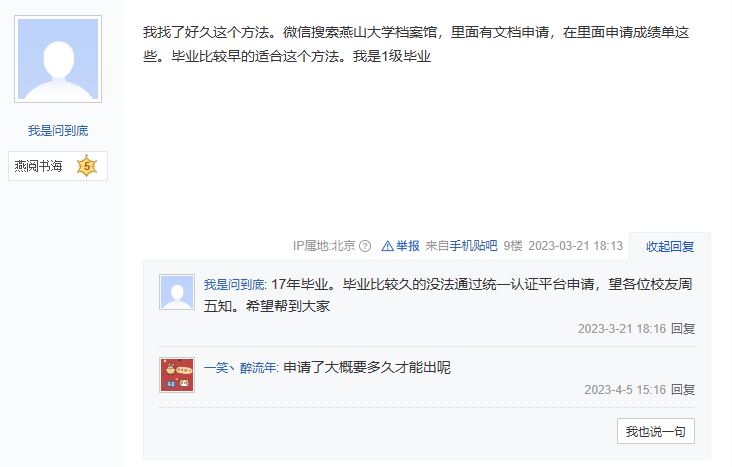 我找了好久这个方法。微信搜索燕山大学档案馆，里面有文档申请，在里面申请成绩单这
些。毕业比较早的适合这个方法。我是1级毕业
我是问到底
燕阅书海 5
IP属地:北京 ? 举报 来自手机贴吧 9楼 2023-03-21 18:13 收起回复
我是问到底: 17年毕业。毕业比较久的没法通过统一认证平台申请，望各位校友周
五知。希望帮到大家
2023-3-21 18:16 回复
一笑丶醉流年: 申请了大概要多久才能出呢
2023-4-5 15:16 回复
我也说一句